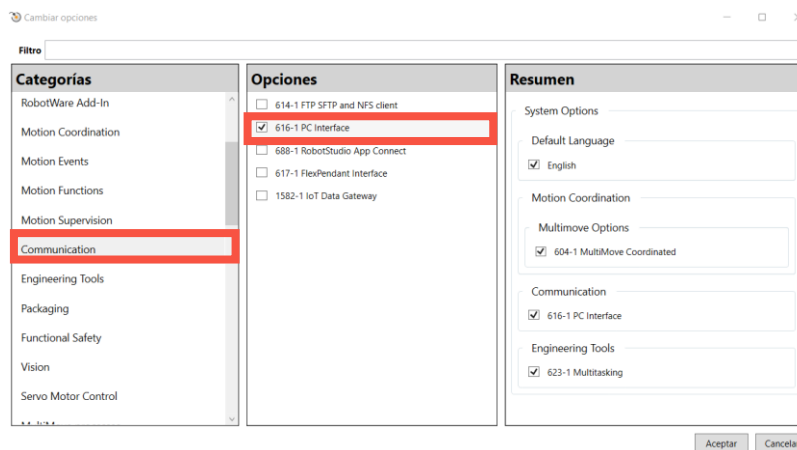 Cambiar opciones
Filtro
Categorías
RobotWare Add-In
Motion Coordination
Motion Events
Motion Functions
Motion Supervision
Communication
Engineering Tools
Packaging
Functional Safety
Vision
Servo Motor Control
Opciones
614-1 FTP SFTP and NFS client
616-1 PC Interface
688-1 RobotStudio App Connect
617-1 FlexPendant Interface
1582-1 IoT Data Gateway
Resumen
System Options
Default Language
English
Motion Coordination
Multimove Options
604-1 MultiMove Coordinated
Communication
616-1 PC Interface
Engineering Tools
623-1 Multitasking
Aceptar
Cancelar